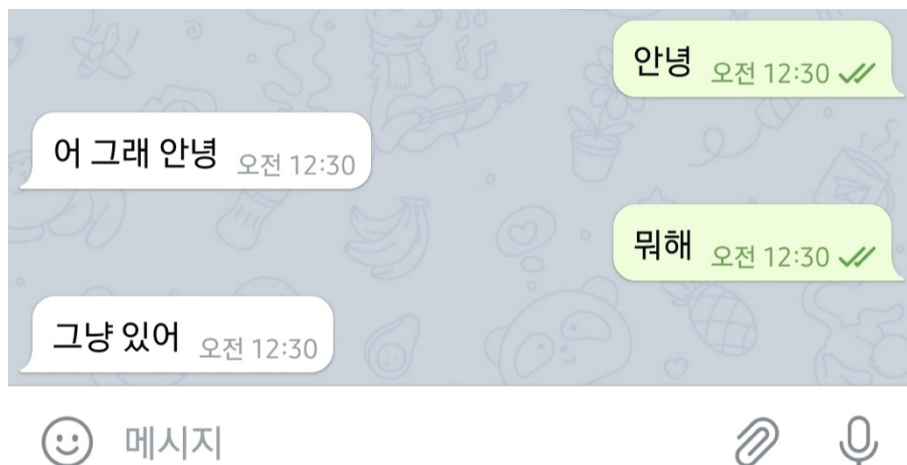 안녕 오전 12:30
어 그래 안녕 오전 12:30
뭐해 오전 12:30
그냥 있어 오전 12:30
메시지